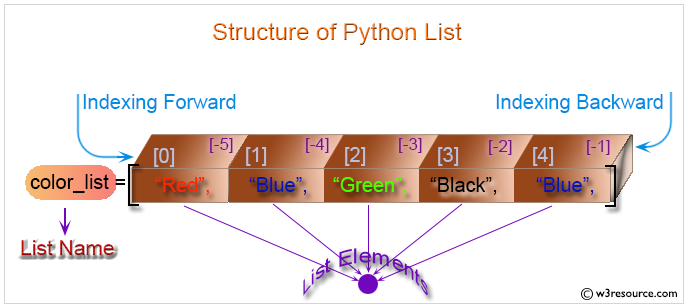 Structure of Python List
Indexing Forward
Indexing Backward
[0] [-5] [1] [-4] [2] [-3] [3] [-2] [4] [-1]
color_list = [ “Red”, “Blue”, “Green”, “Black”, “Blue”, ]
List Name
List Elements
© w3resource.com